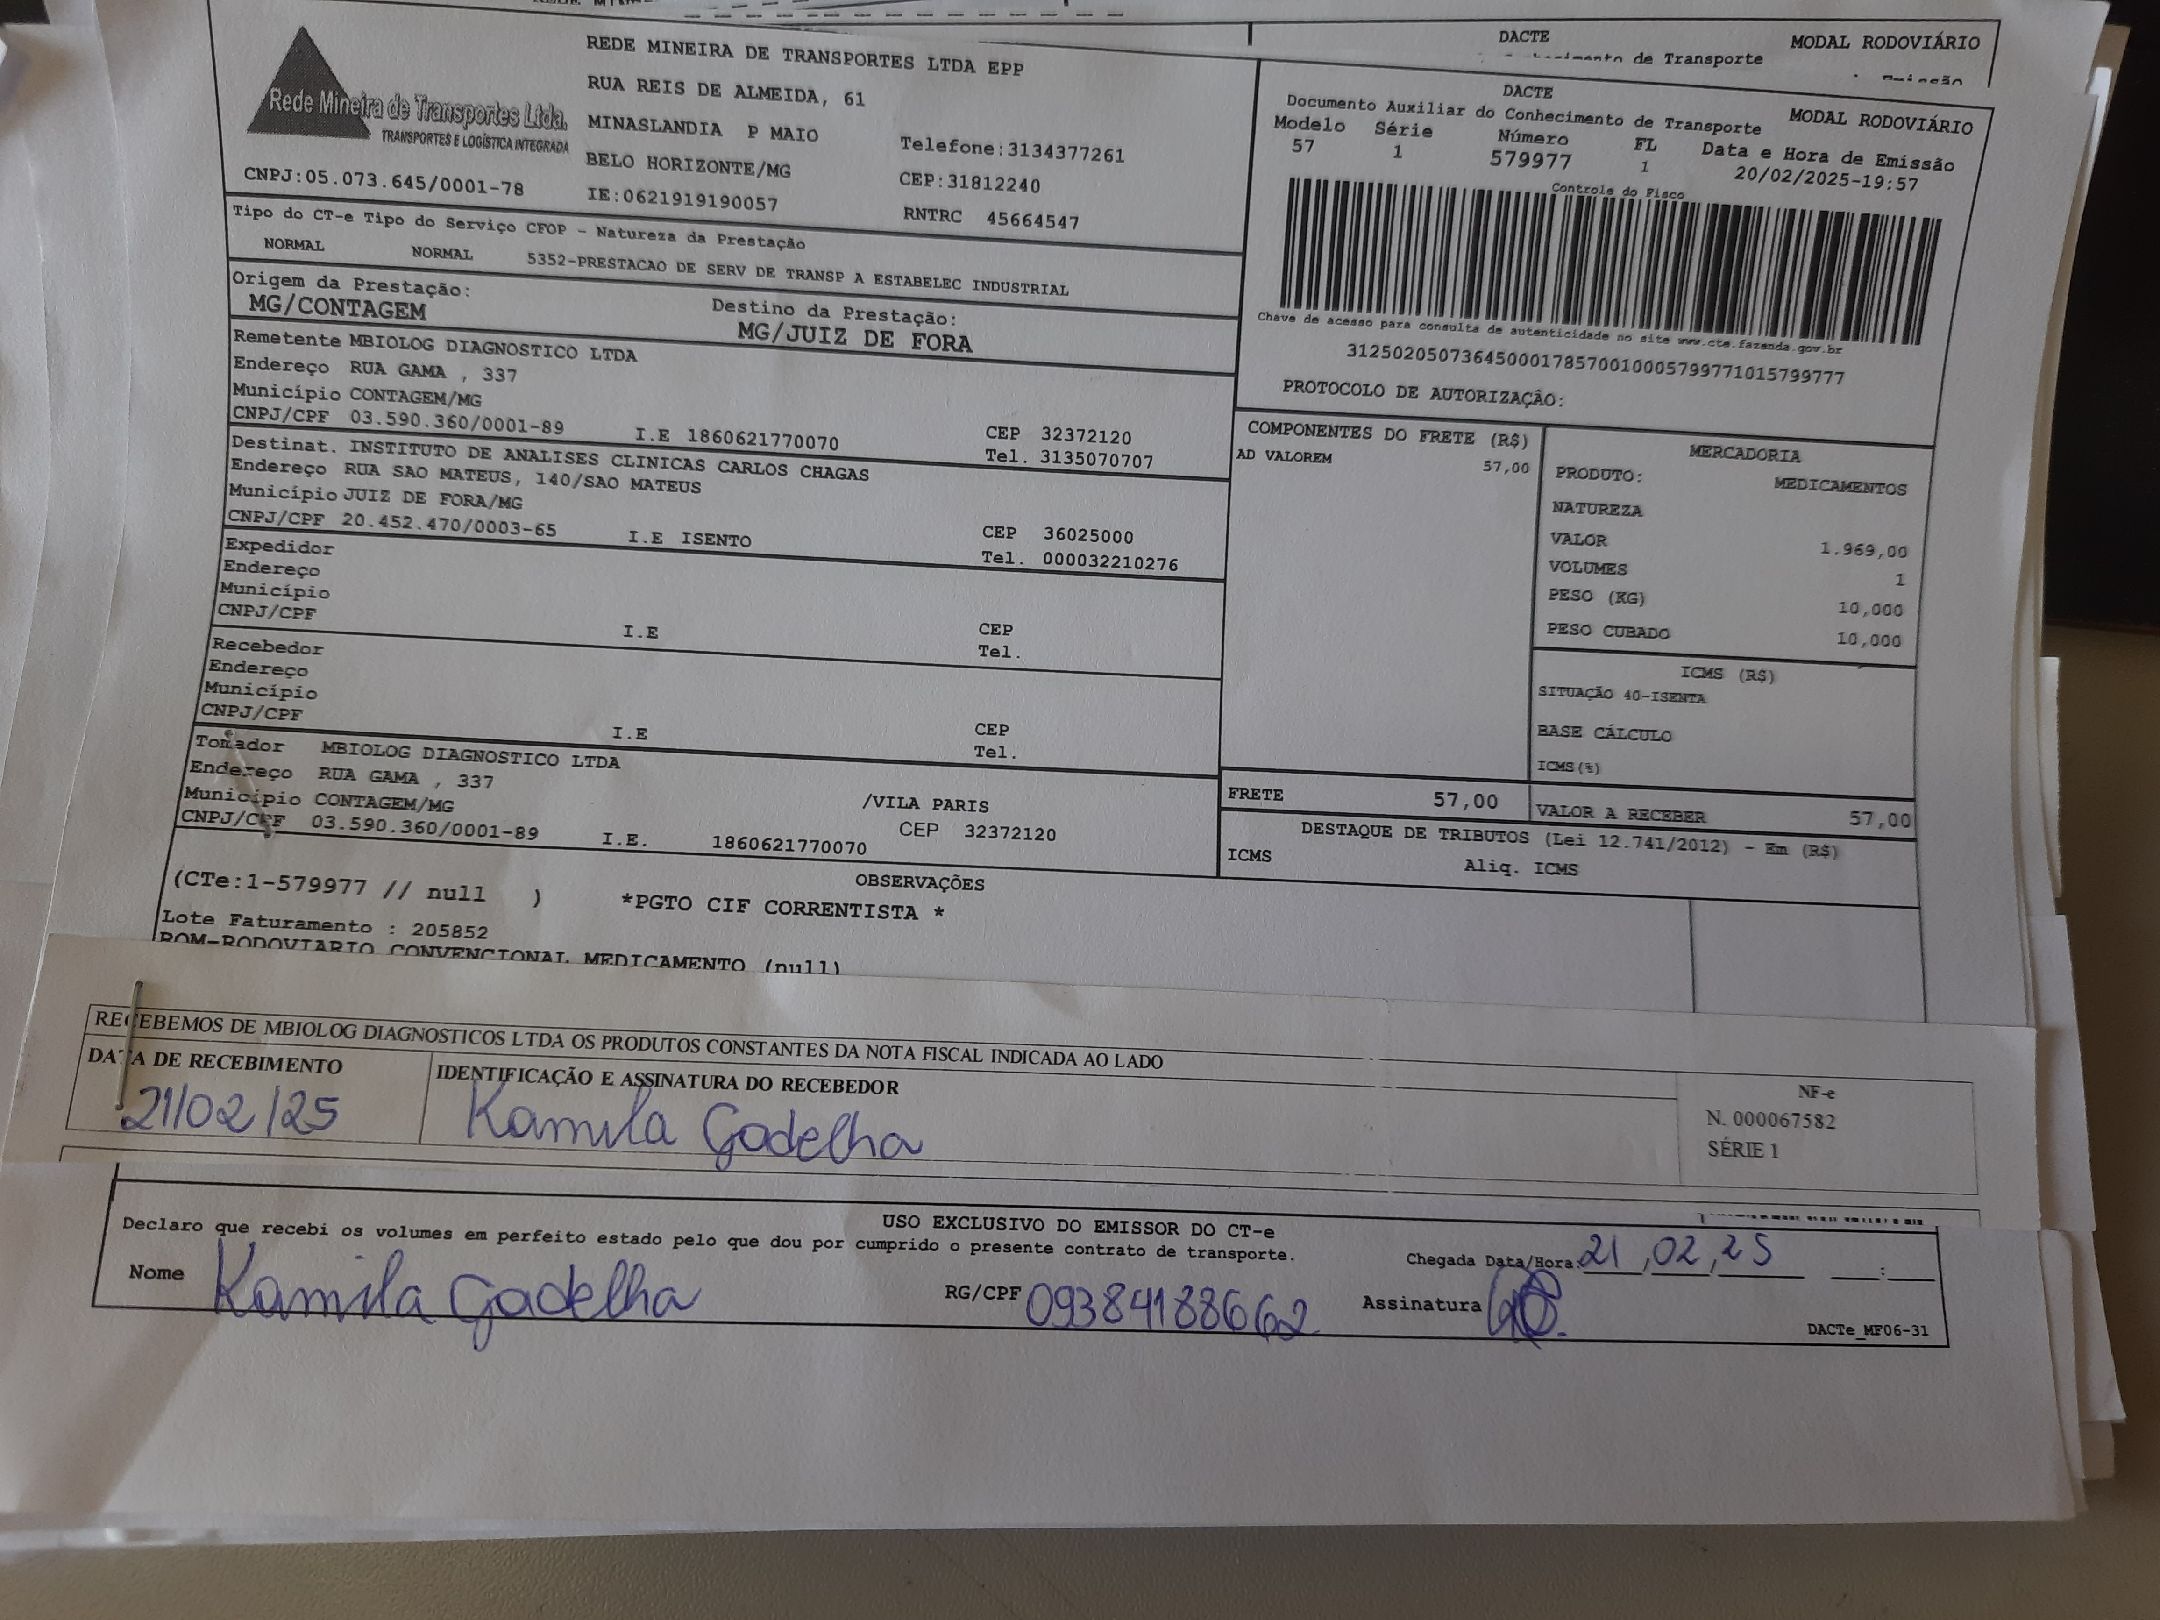 DACTE
MODAL RODOVIÁRIO
de Transporte
Rede Mineira de Transportes Ltda.
TRANSPORTES E LOGÍSTICA INTEGRADA
CNPJ:05.073.645/0001-78
REDE MINEIRA DE TRANSPORTES LTDA EPP
RUA REIS DE ALMEIDA, 61
MINASLANDIA P MAIO
Telefone:3134377261
BELO HORIZONTE/MG
CEP:31812240
IE:0621919190057
RNTRC 45664547
DACTE
MODAL RODOVIÁRIO
Documento Auxiliar do Conhecimento de Transporte
Modelo Série Número FL Data e Hora de Emissão
57 1 579977 1 20/02/2025-19:57
Controle do Fisco
Chave de acesso para consulta de autenticidade no site www.cte.fazenda.gov.br
31250205073645000178570010005799771015799777
PROTOCOLO DE AUTORIZAÇÃO:
Tipo do CT-e Tipo do Serviço CFOP - Natureza da Prestação
NORMAL NORMAL 5352-PRESTACAO DE SERV DE TRANSP A ESTABELEC INDUSTRIAL
Origem da Prestação: Destino da Prestação:
MG/CONTAGEM MG/JUIZ DE FORA
Remetente MBIOLOG DIAGNOSTICO LTDA
Endereço RUA GAMA , 337
Município CONTAGEM/MG CEP 32372120
CNPJ/CPF 03.590.360/0001-89 I.E 1860621770070 Tel. 3135070707
Destinat. INSTITUTO DE ANALISES CLINICAS CARLOS CHAGAS
Endereço RUA SAO MATEUS, 140/SAO MATEUS
Município JUIZ DE FORA/MG CEP 36025000
CNPJ/CPF 20.452.470/0003-65 I.E ISENTO Tel. 000032210276
Expedidor
Endereço
Município CEP
CNPJ/CPF I.E Tel.
Recebedor
Endereço
Município CEP
CNPJ/CPF I.E Tel.
Tomador MBIOLOG DIAGNOSTICO LTDA
Endereço RUA GAMA , 337 /VILA PARIS
Município CONTAGEM/MG CEP 32372120
CNPJ/CPF 03.590.360/0001-89 I.E. 1860621770070
COMPONENTES DO FRETE (R$)
AD VALOREM 57,00
MERCADORIA
PRODUTO: MEDICAMENTOS
NATUREZA
VALOR 1.969,00
VOLUMES 1
PESO (KG) 10,000
PESO CUBADO 10,000
ICMS (R$)
SITUAÇÃO 40-ISENTA
BASE CÁLCULO
ICMS(%)
FRETE 57,00 VALOR A RECEBER 57,00
DESTAQUE DE TRIBUTOS (Lei 12.741/2012) - Em (R$)
ICMS Aliq. ICMS
OBSERVAÇÕES
(CTe:1-579977 // null ) *PGTO CIF CORRENTISTA *
Lote Faturamento : 205852
ROM-RODOVIARIO CONVENCIONAL MEDICAMENTO (null)
RECEBEMOS DE MBIOLOG DIAGNOSTICOS LTDA OS PRODUTOS CONSTANTES DA NOTA FISCAL INDICADA AO LADO
DATA DE RECEBIMENTO IDENTIFICAÇÃO E ASSINATURA DO RECEBEDOR
21/02/25 Kamila Gadelha
NF-e
N. 000067582
SÉRIE 1
USO EXCLUSIVO DO EMISSOR DO CT-e
Declaro que recebi os volumes em perfeito estado pelo que dou por cumprido o presente contrato de transporte.
Chegada Data/Hora: 21,02,25 :
Nome Kamila Gadelha RG/CPF 09384188662 Assinatura
DACTe_MF06-31